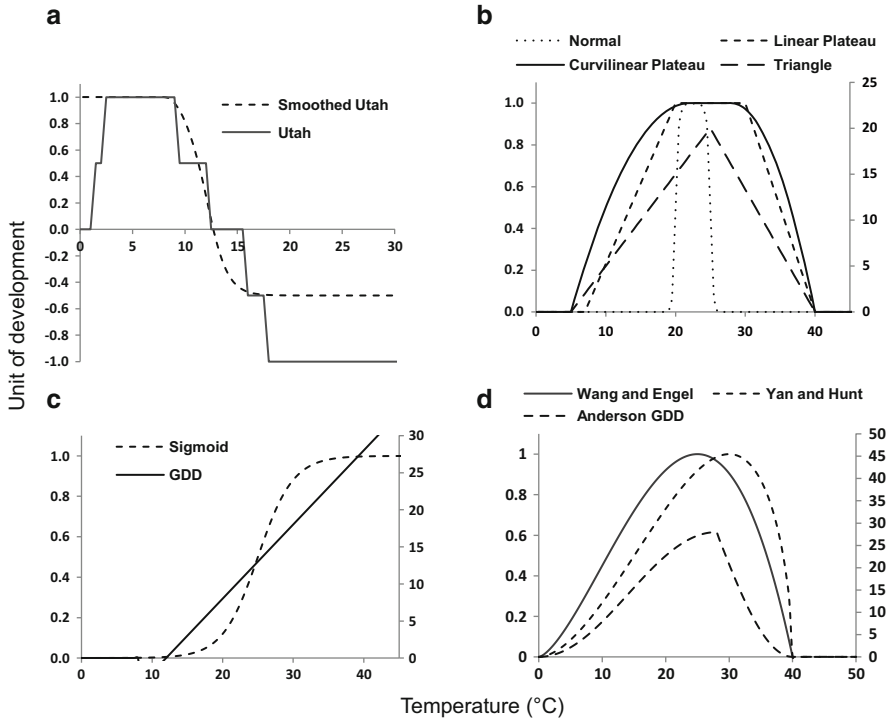 a
Smoothed Utah
Utah
1.0
0.8
0.6
0.4
0.2
0.0
-0.2
-0.4
-0.6
-0.8
-1.0
0 5 10 15 20 25 30
b
Normal Linear Plateau
Curvilinear Plateau Triangle
1.0
0.8
0.6
0.4
0.2
0.0
25
20
15
10
5
0
0 10 20 30 40
Unit of development
c
Sigmoid
GDD
1.0
0.8
0.6
0.4
0.2
0.0
30
25
20
15
10
5
0
0 10 20 30 40
d
Wang and Engel Yan and Hunt
Anderson GDD
1
0.8
0.6
0.4
0.2
0
50
45
40
35
30
25
20
15
10
5
0
0 10 20 30 40 50
Temperature (°C)